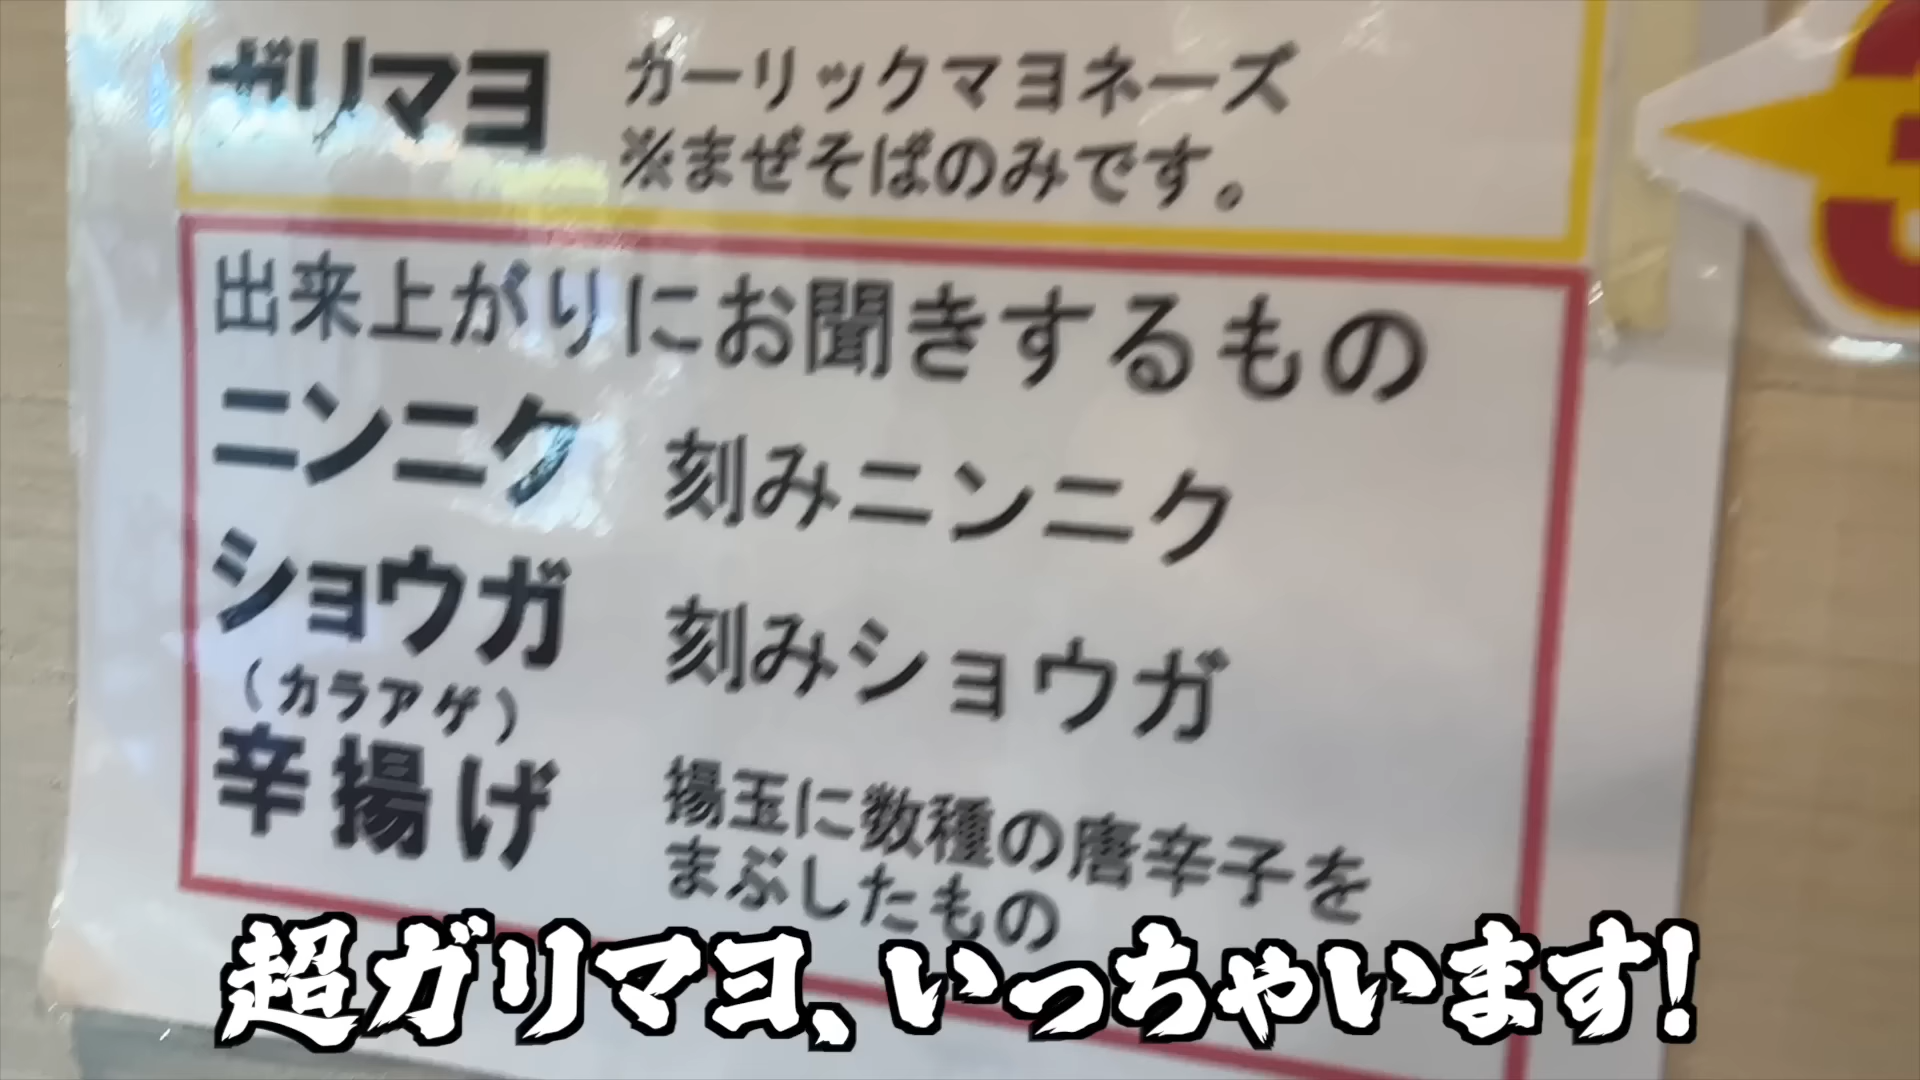 ガリマヨ ガーリックマヨネーズ
※まぜそばのみです。
出来上がりにお聞きするもの
ニンニク 刻みニンニク
ショウガ 刻みショウガ
(カラアゲ)
辛揚げ 揚玉に数種の唐辛子を
まぶしたもの
超ガリマヨ、いっちゃいます!